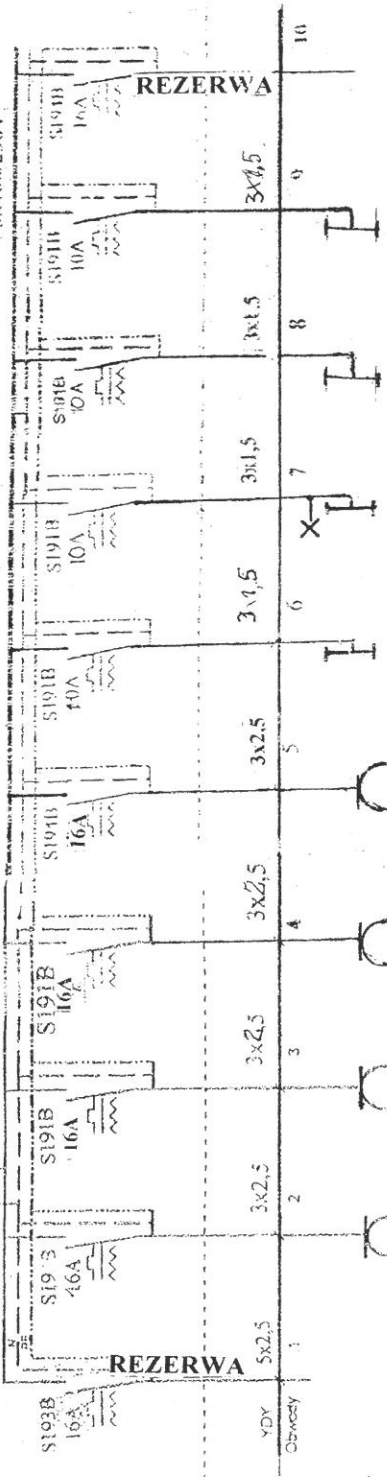 N
PE
S193B
16A
REZERWA
5x2,5
1
S191B
16A
3x2,5
2
S191B
16A
3x2,5
3
S191B
16A
3x2,5
4
S191B
16A
3x2,5
5
S191B
10A
3x1,5
6
S191B
10A
3x1,5
7
S191B
10A
3x1,5
8
S191B
10A
3x1,5
9
S191B
16A
REZERWA
10
YDY
Obwody